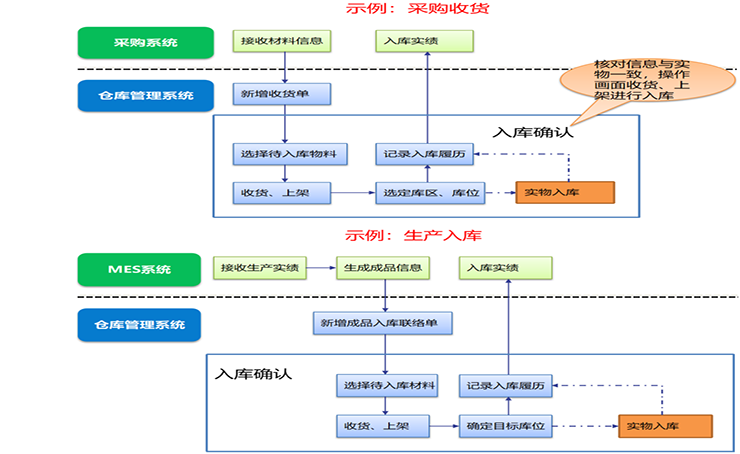 示例：采购收货
采购系统
接收材料信息
入库实绩
核对信息与实
物一致，操作
画面收货、上
架进行入库
仓库管理系统
新增收货单
入库确认
选择待入库物料
记录入库履历
收货、上架
选定库区、库位
实物入库
示例：生产入库
MES系统
接收生产实绩
生成成品信息
入库实绩
仓库管理系统
新增成品入库联络单
入库确认
选择待入库材料
记录入库履历
收货、上架
确定目标库位
实物入库